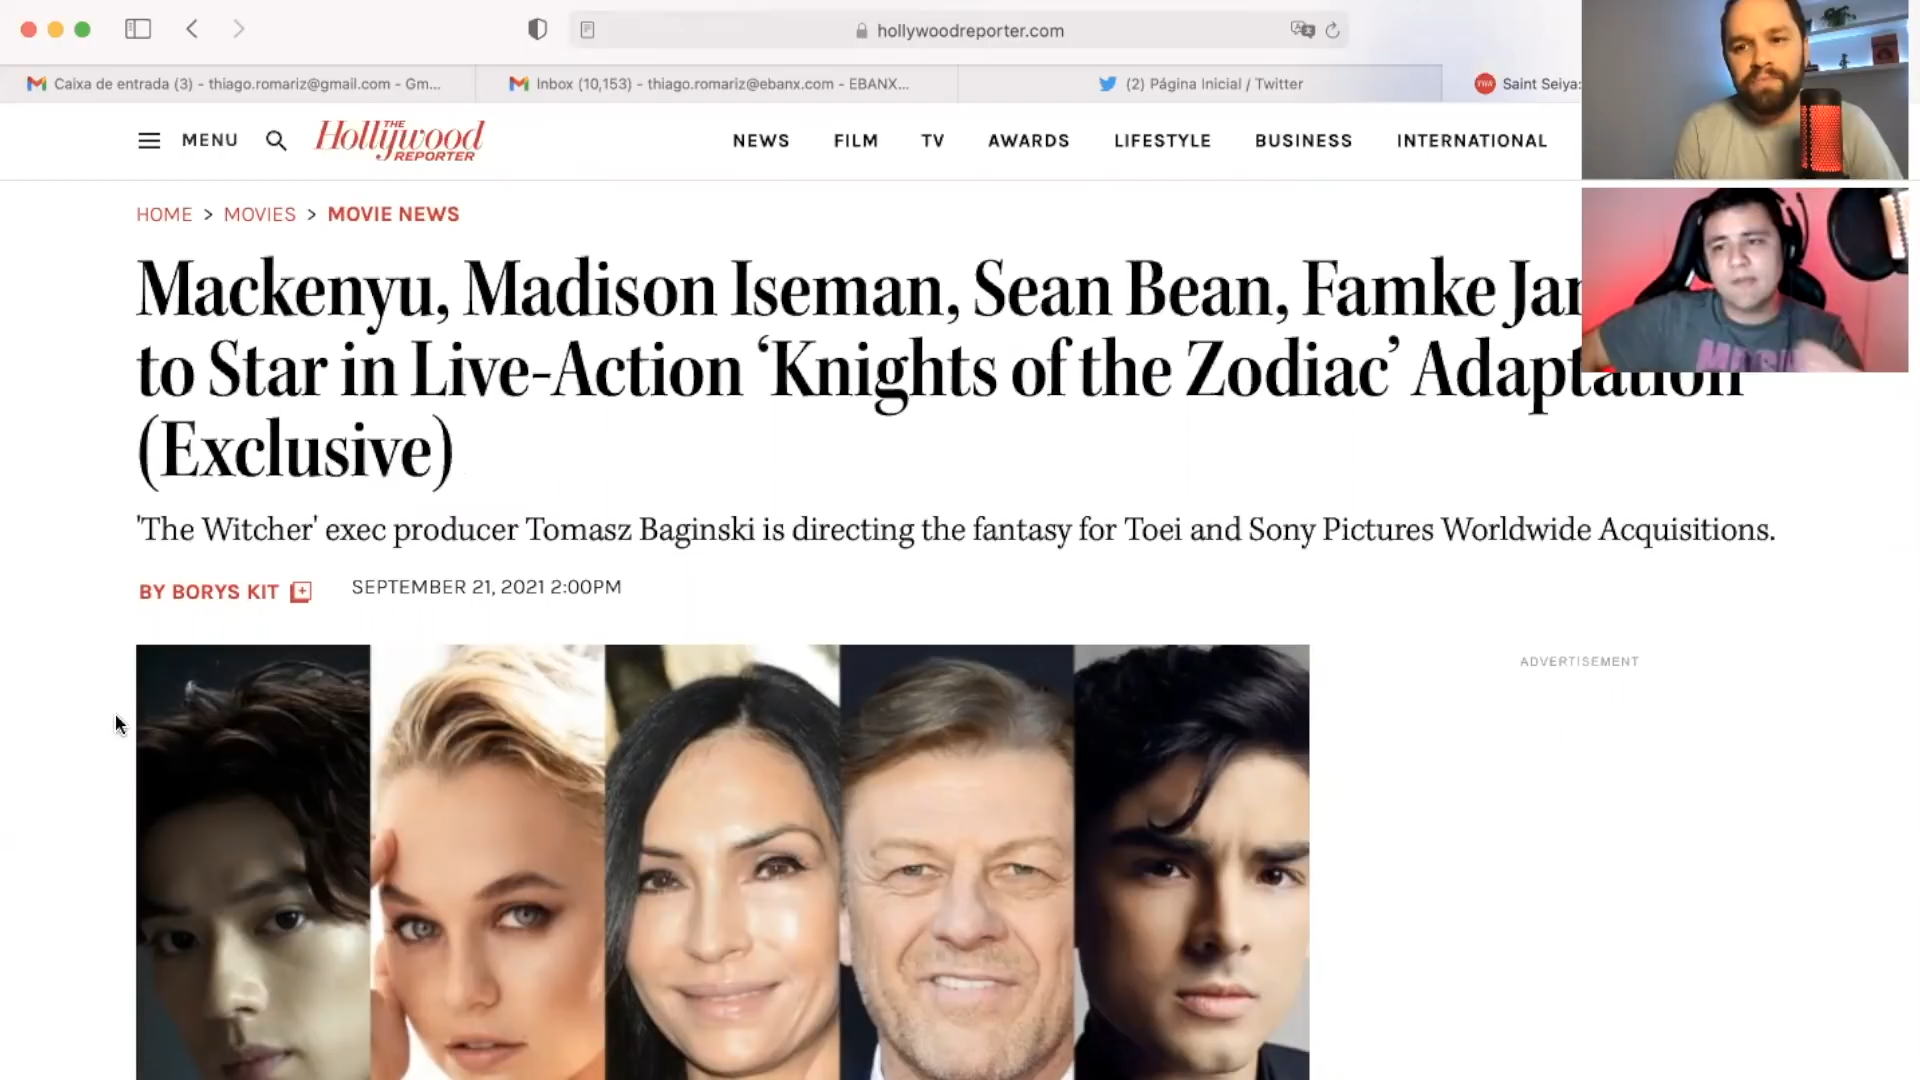 hollywoodreporter.com
Caixa de entrada (3) - thiago.romariz@gmail.com - Gm...
Inbox (10,153) - thiago.romariz@ebanx.com - EBANX...
(2) Página Inicial / Twitter
THR Saint Seiya:
MENU
THE Hollywood REPORTER
NEWS FILM TV AWARDS LIFESTYLE BUSINESS INTERNATIONAL
HOME > MOVIES > MOVIE NEWS
Mackenyu, Madison Iseman, Sean Bean, Famke Jan
to Star in Live-Action ‘Knights of the Zodiac’ Adaptation
(Exclusive)
'The Witcher' exec producer Tomasz Baginski is directing the fantasy for Toei and Sony Pictures Worldwide Acquisitions.
BY BORYS KIT
SEPTEMBER 21, 2021 2:00PM
ADVERTISEMENT